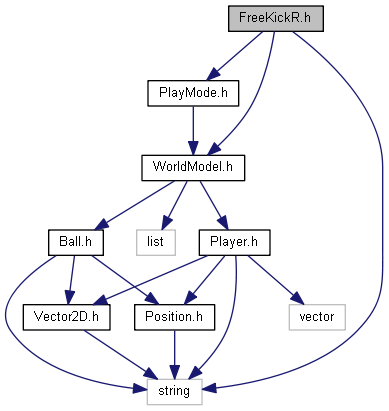 FreeKickR.h
PlayMode.h
WorldModel.h
Ball.h
list
Player.h
Vector2D.h
Position.h
vector
string